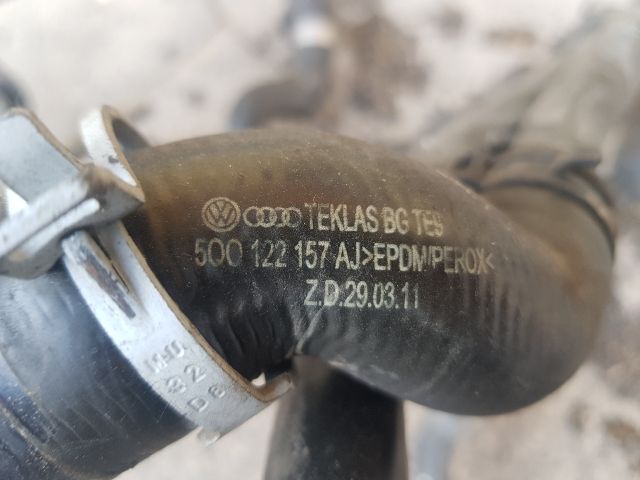 TEKLAS BG TE9
5Q0 122 157 AJ>EPDM/PEROX<
Z.D.29.03.11